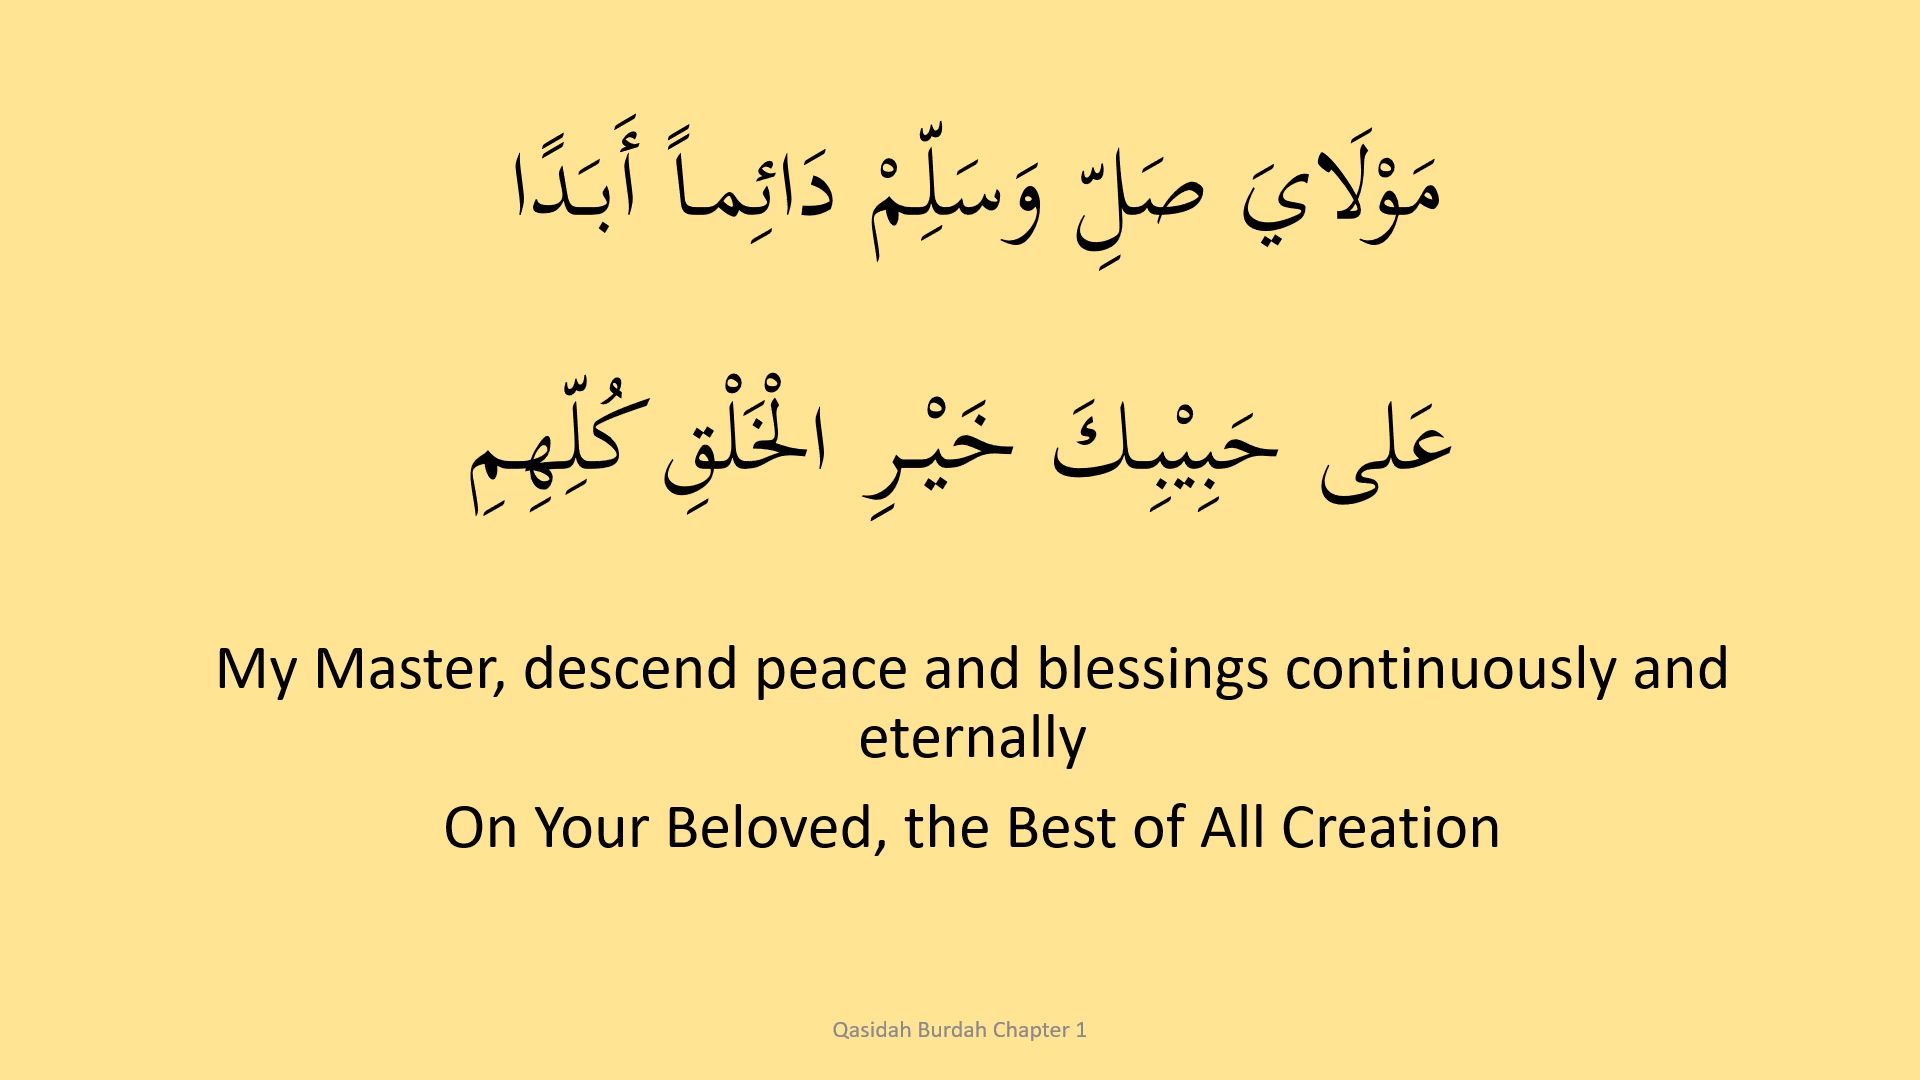 مَوْلَايَ صَلِّ وَسَلِّمْ دَائِماً أَبَدًا
عَلى حَبِيْبِكَ خَيْرِ الْخَلْقِ كُلِّهِمِ
My Master, descend peace and blessings continuously and
eternally
On Your Beloved, the Best of All Creation
Qasidah Burdah Chapter 1